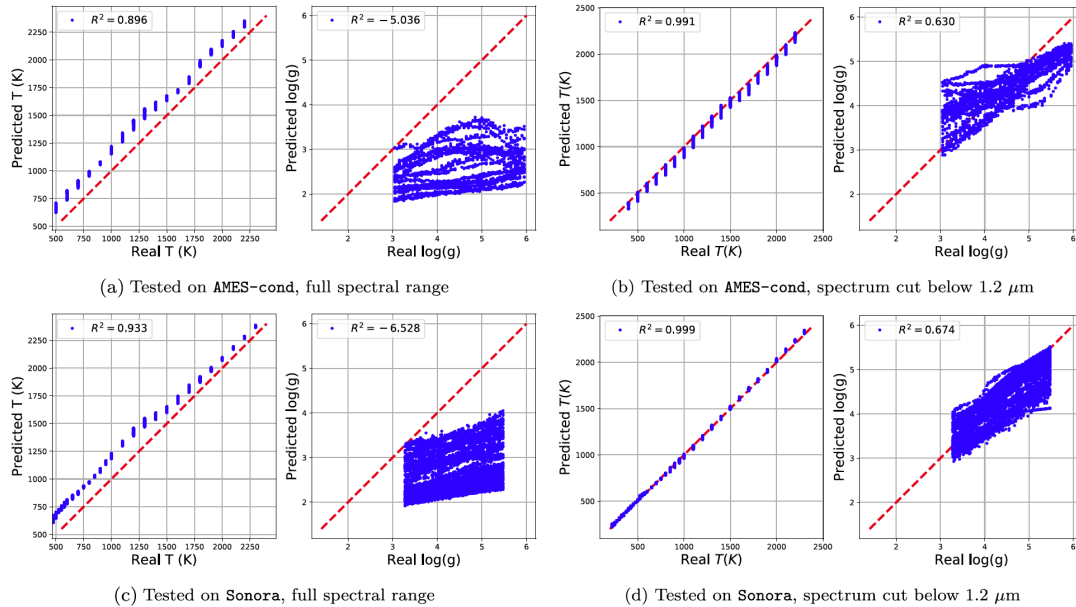 R² = 0.896
2250
2000
1750
1500
1250
1000
750
500
Predicted T (K)
500 750 1000 1250 1500 1750 2000 2250
Real T (K)
R² = −5.036
6
5
4
3
2
Predicted log(g)
2 3 4 5 6
Real log(g)
(a) Tested on AMES-cond, full spectral range
R² = 0.991
2500
2000
1500
1000
500
Predicted T(K)
500 1000 1500 2000 2500
Real T(K)
R² = 0.630
6
5
4
3
2
Predicted log(g)
2 3 4 5 6
Real log(g)
(b) Tested on AMES-cond, spectrum cut below 1.2 μm
R² = 0.933
2250
2000
1750
1500
1250
1000
750
500
Predicted T (K)
500 750 1000 1250 1500 1750 2000 2250
Real T (K)
R² = −6.528
6
5
4
3
2
Predicted log(g)
2 3 4 5 6
Real log(g)
(c) Tested on Sonora, full spectral range
R² = 0.999
2500
2000
1500
1000
500
Predicted T(K)
500 1000 1500 2000 2500
Real T(K)
R² = 0.674
6
5
4
3
2
Predicted log(g)
2 3 4 5 6
Real log(g)
(d) Tested on Sonora, spectrum cut below 1.2 μm